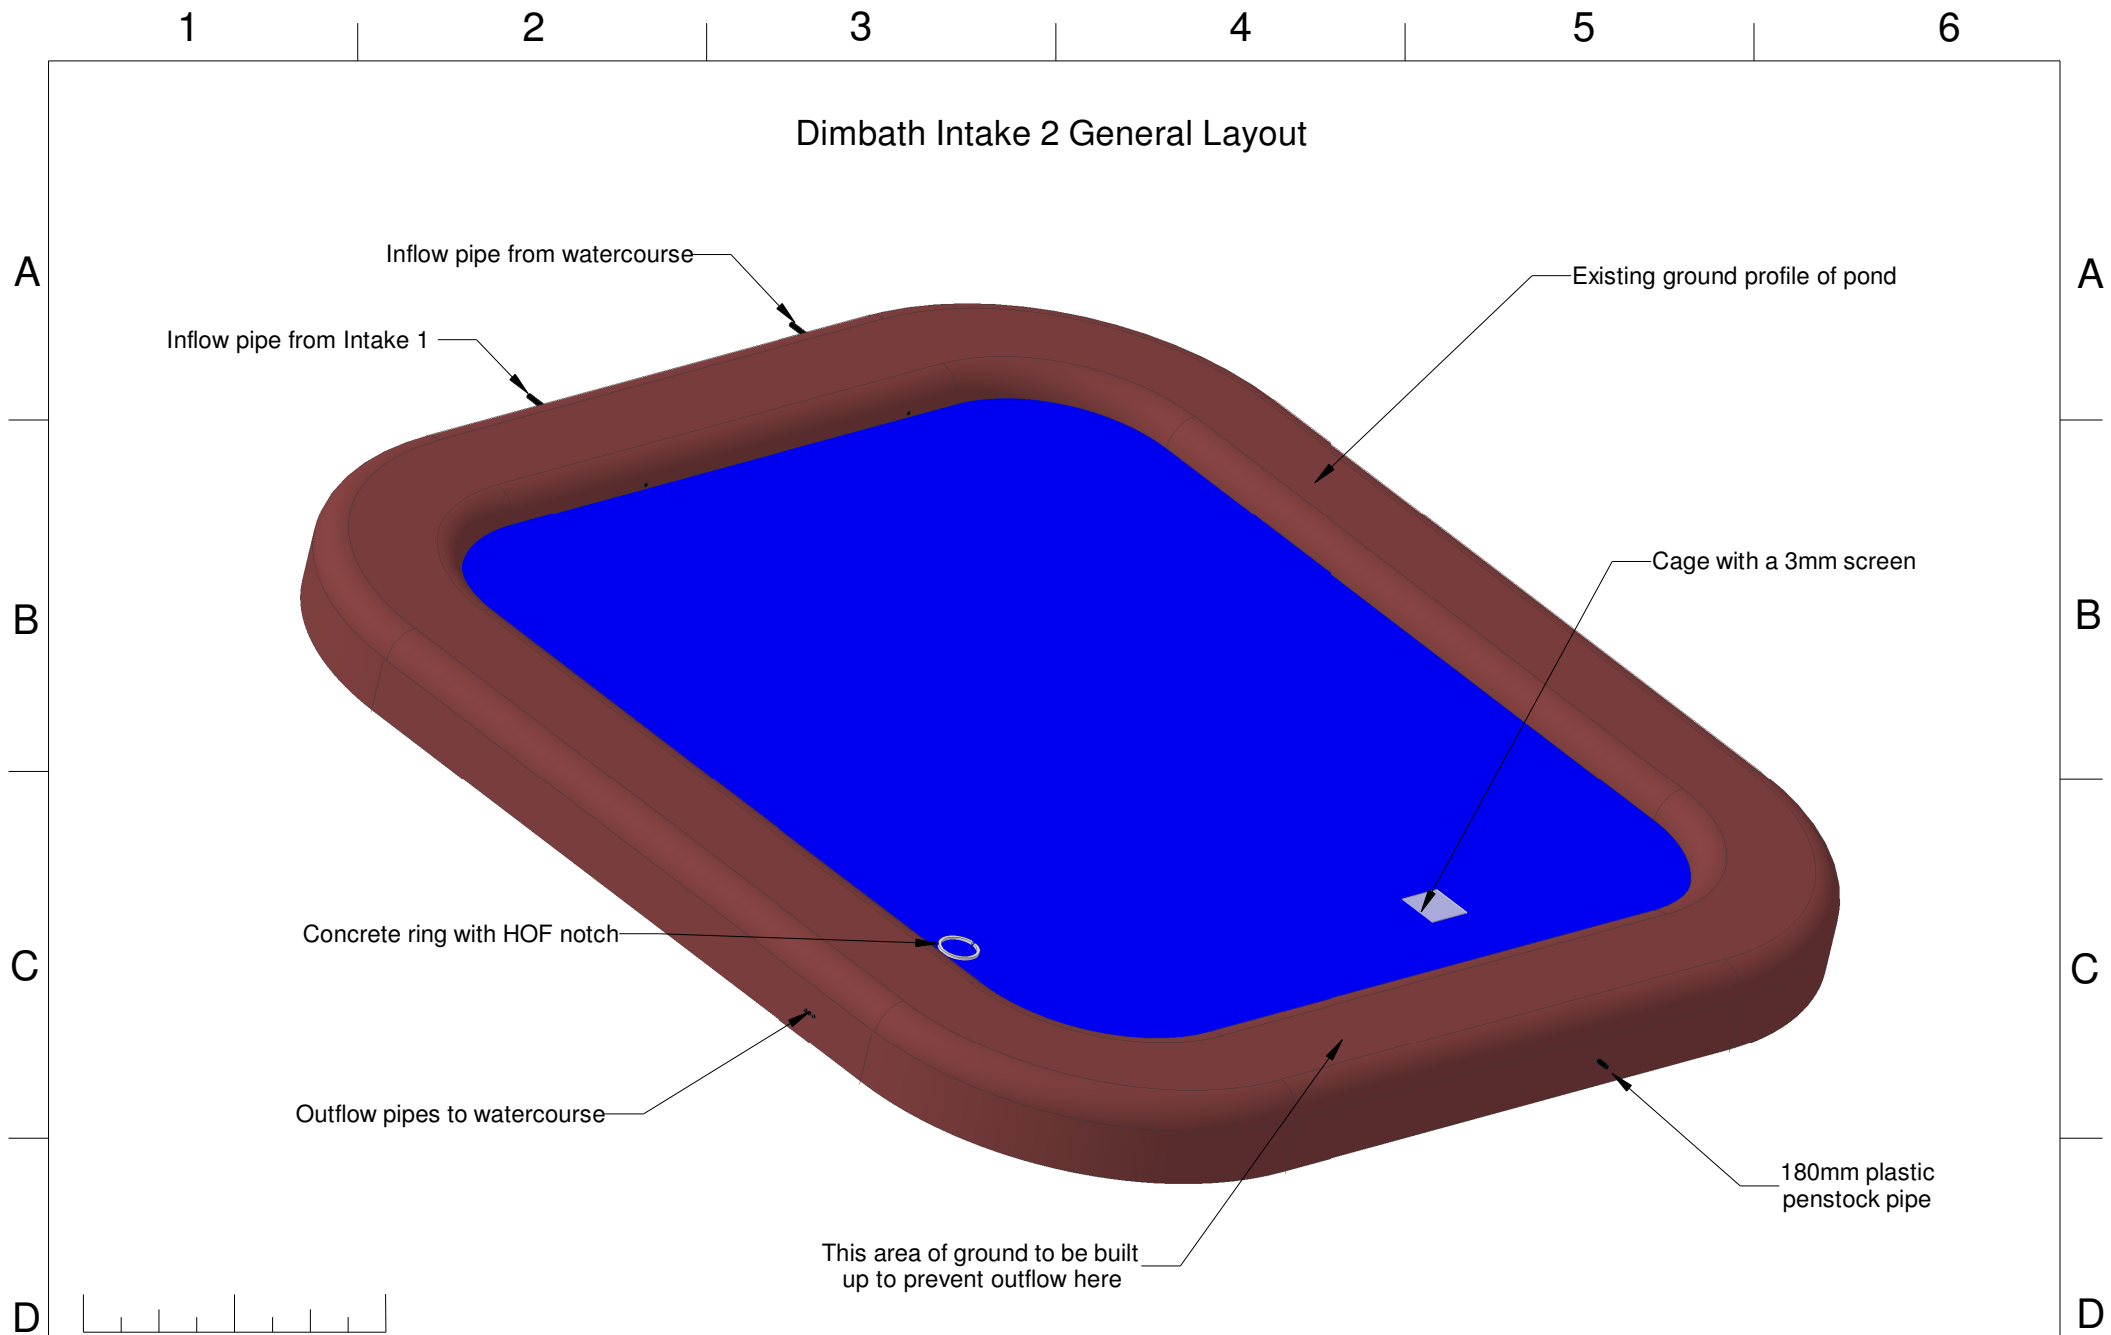 1 2 3 4 5 6
Dimbath Intake 2 General Layout
Inflow pipe from watercourse
A
Existing ground profile of pond
A
Inflow pipe from Intake 1
Cage with a 3mm screen
B
B
Concrete ring with HOF notch
C
C
Outflow pipes to watercourse
180mm plastic
penstock pipe
This area of ground to be built
up to prevent outflow here
D
D